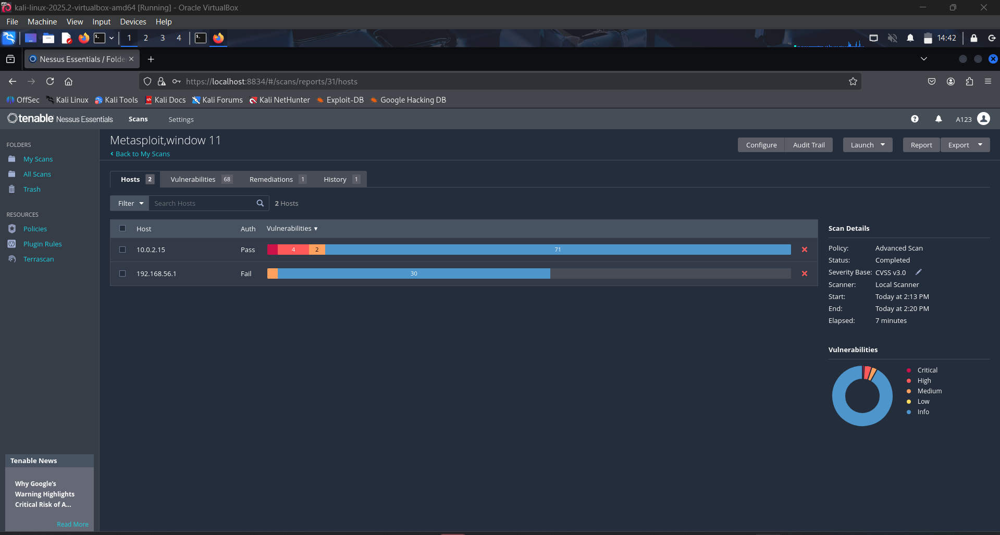 kali-linux-2025.2-virtualbox-amd64 [Running] - Oracle VirtualBox
File Machine View Input Devices Help
1 2 3 4 14:42
Nessus Essentials / Folde
https://localhost:8834/#/scans/reports/31/hosts
OffSec Kali Linux Kali Tools Kali Docs Kali Forums Kali NetHunter Exploit-DB Google Hacking DB
tenable Nessus Essentials Scans Settings A123
FOLDERS
My Scans
All Scans
Trash
RESOURCES
Policies
Plugin Rules
Terrascan
Tenable News
Why Google's
Warning Highlights
Critical Risk of A...
Read More
Metasploit,window 11
Back to My Scans
Configure Audit Trail Launch Report Export
Hosts 2 Vulnerabilities 68 Remediations 1 History 1
Filter Search Hosts 2 Hosts
Host Auth Vulnerabilities
10.0.2.15 Pass 4 2 71
192.168.56.1 Fail 30
Scan Details
Policy: Advanced Scan
Status: Completed
Severity Base: CVSS v3.0
Scanner: Local Scanner
Start: Today at 2:13 PM
End: Today at 2:20 PM
Elapsed: 7 minutes
Vulnerabilities
Critical
High
Medium
Low
Info